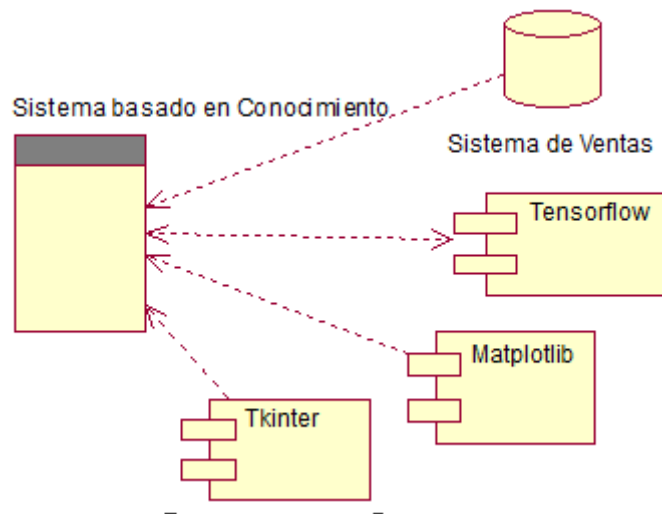 Sistema basado en Conocimiento
Sistema de Ventas
Tensorflow
Matplotlib
Tkinter